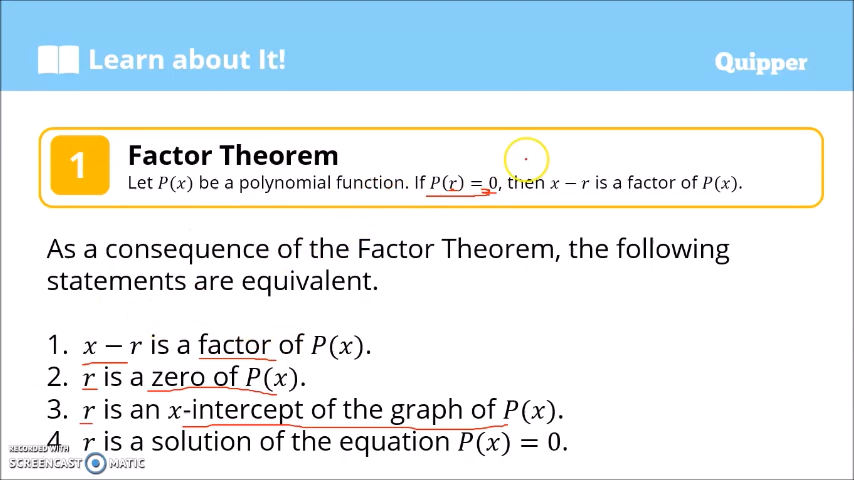 Learn about It!
Quipper
1
Factor Theorem
Let P(x) be a polynomial function. If P(r) = 0, then x − r is a factor of P(x).
As a consequence of the Factor Theorem, the following
statements are equivalent.
1. x − r is a factor of P(x).
2. r is a zero of P(x).
3. r is an x-intercept of the graph of P(x).
4. r is a solution of the equation P(x) = 0.
RECORDED WITH
SCREENCAST MATIC